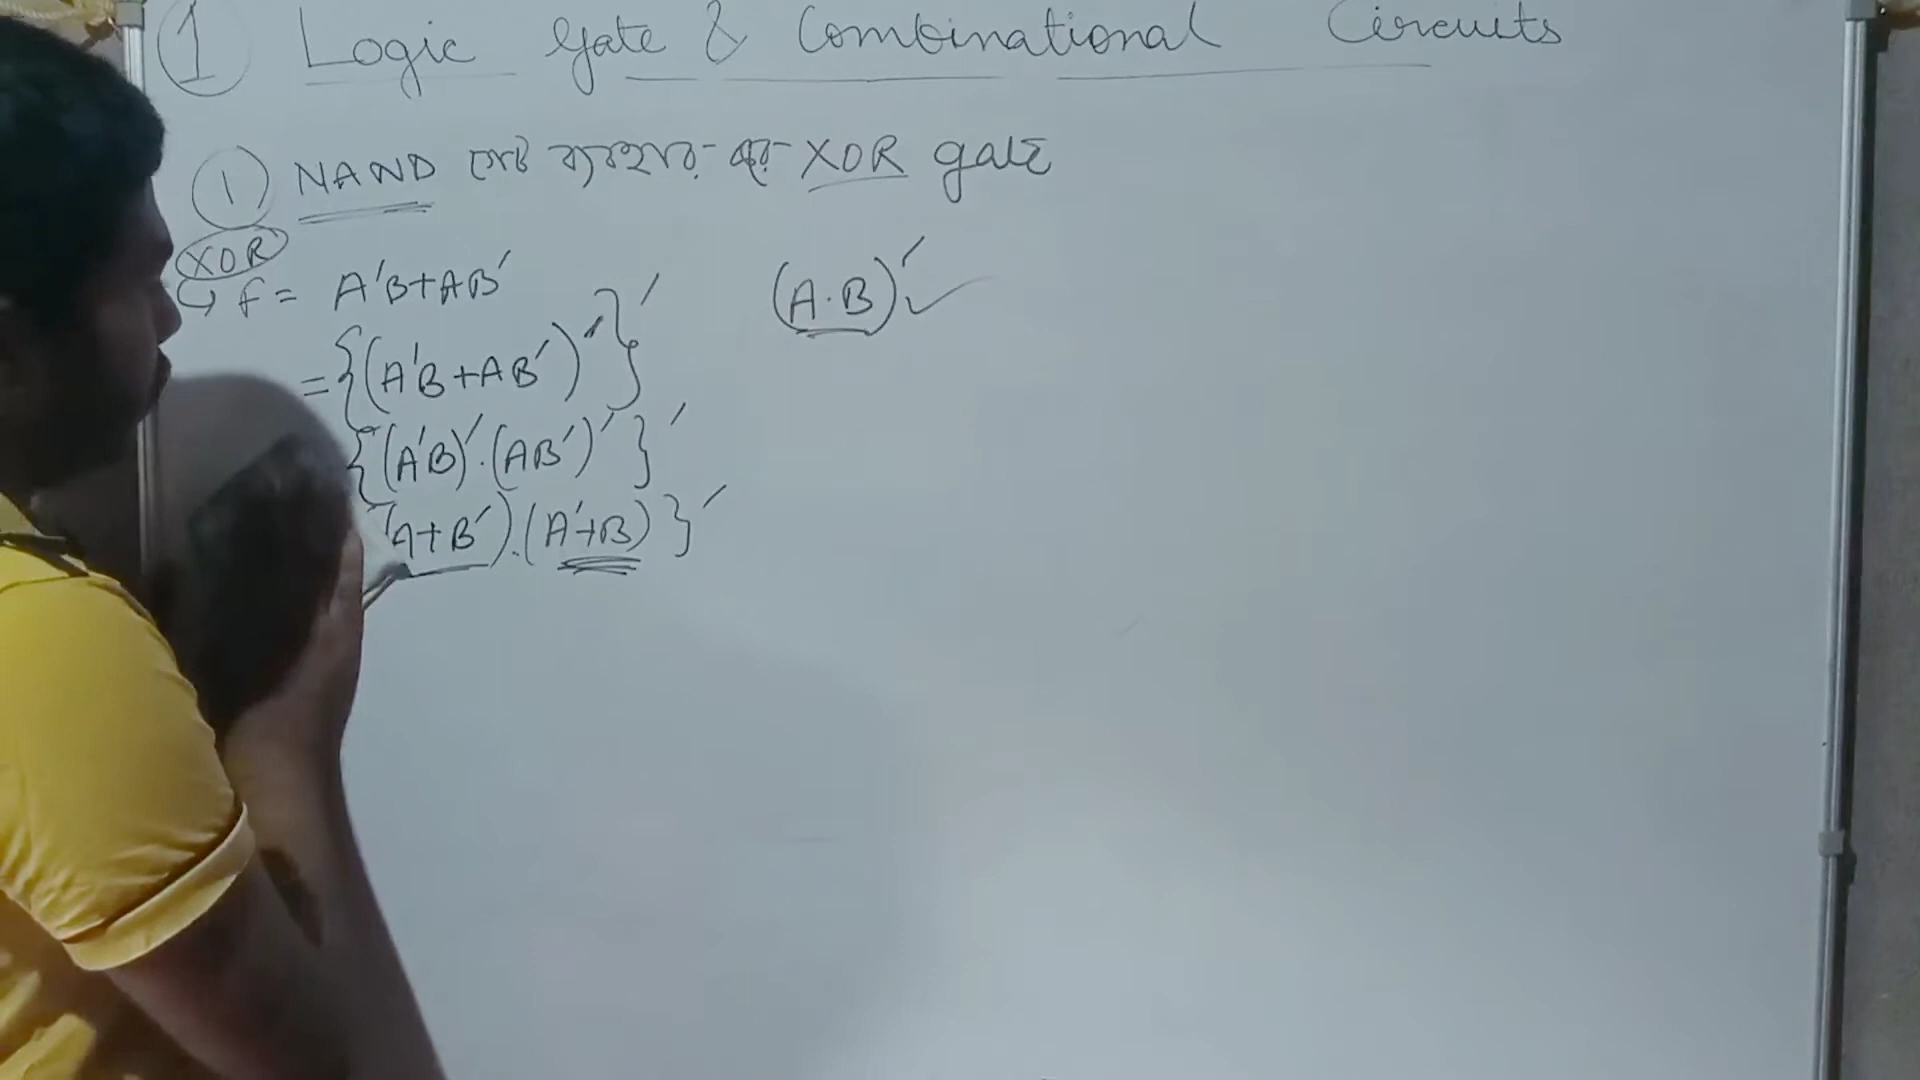 ① Logic gate & Combinational Circuits
① NAND গেট ব্যবহার করে XOR gate
XOR
↳ f = A'B+AB'
(A·B)' ✓
= {(A'B+AB')'}'
{(A'B)'·(AB')'}'
(A+B')·(A'+B)}'